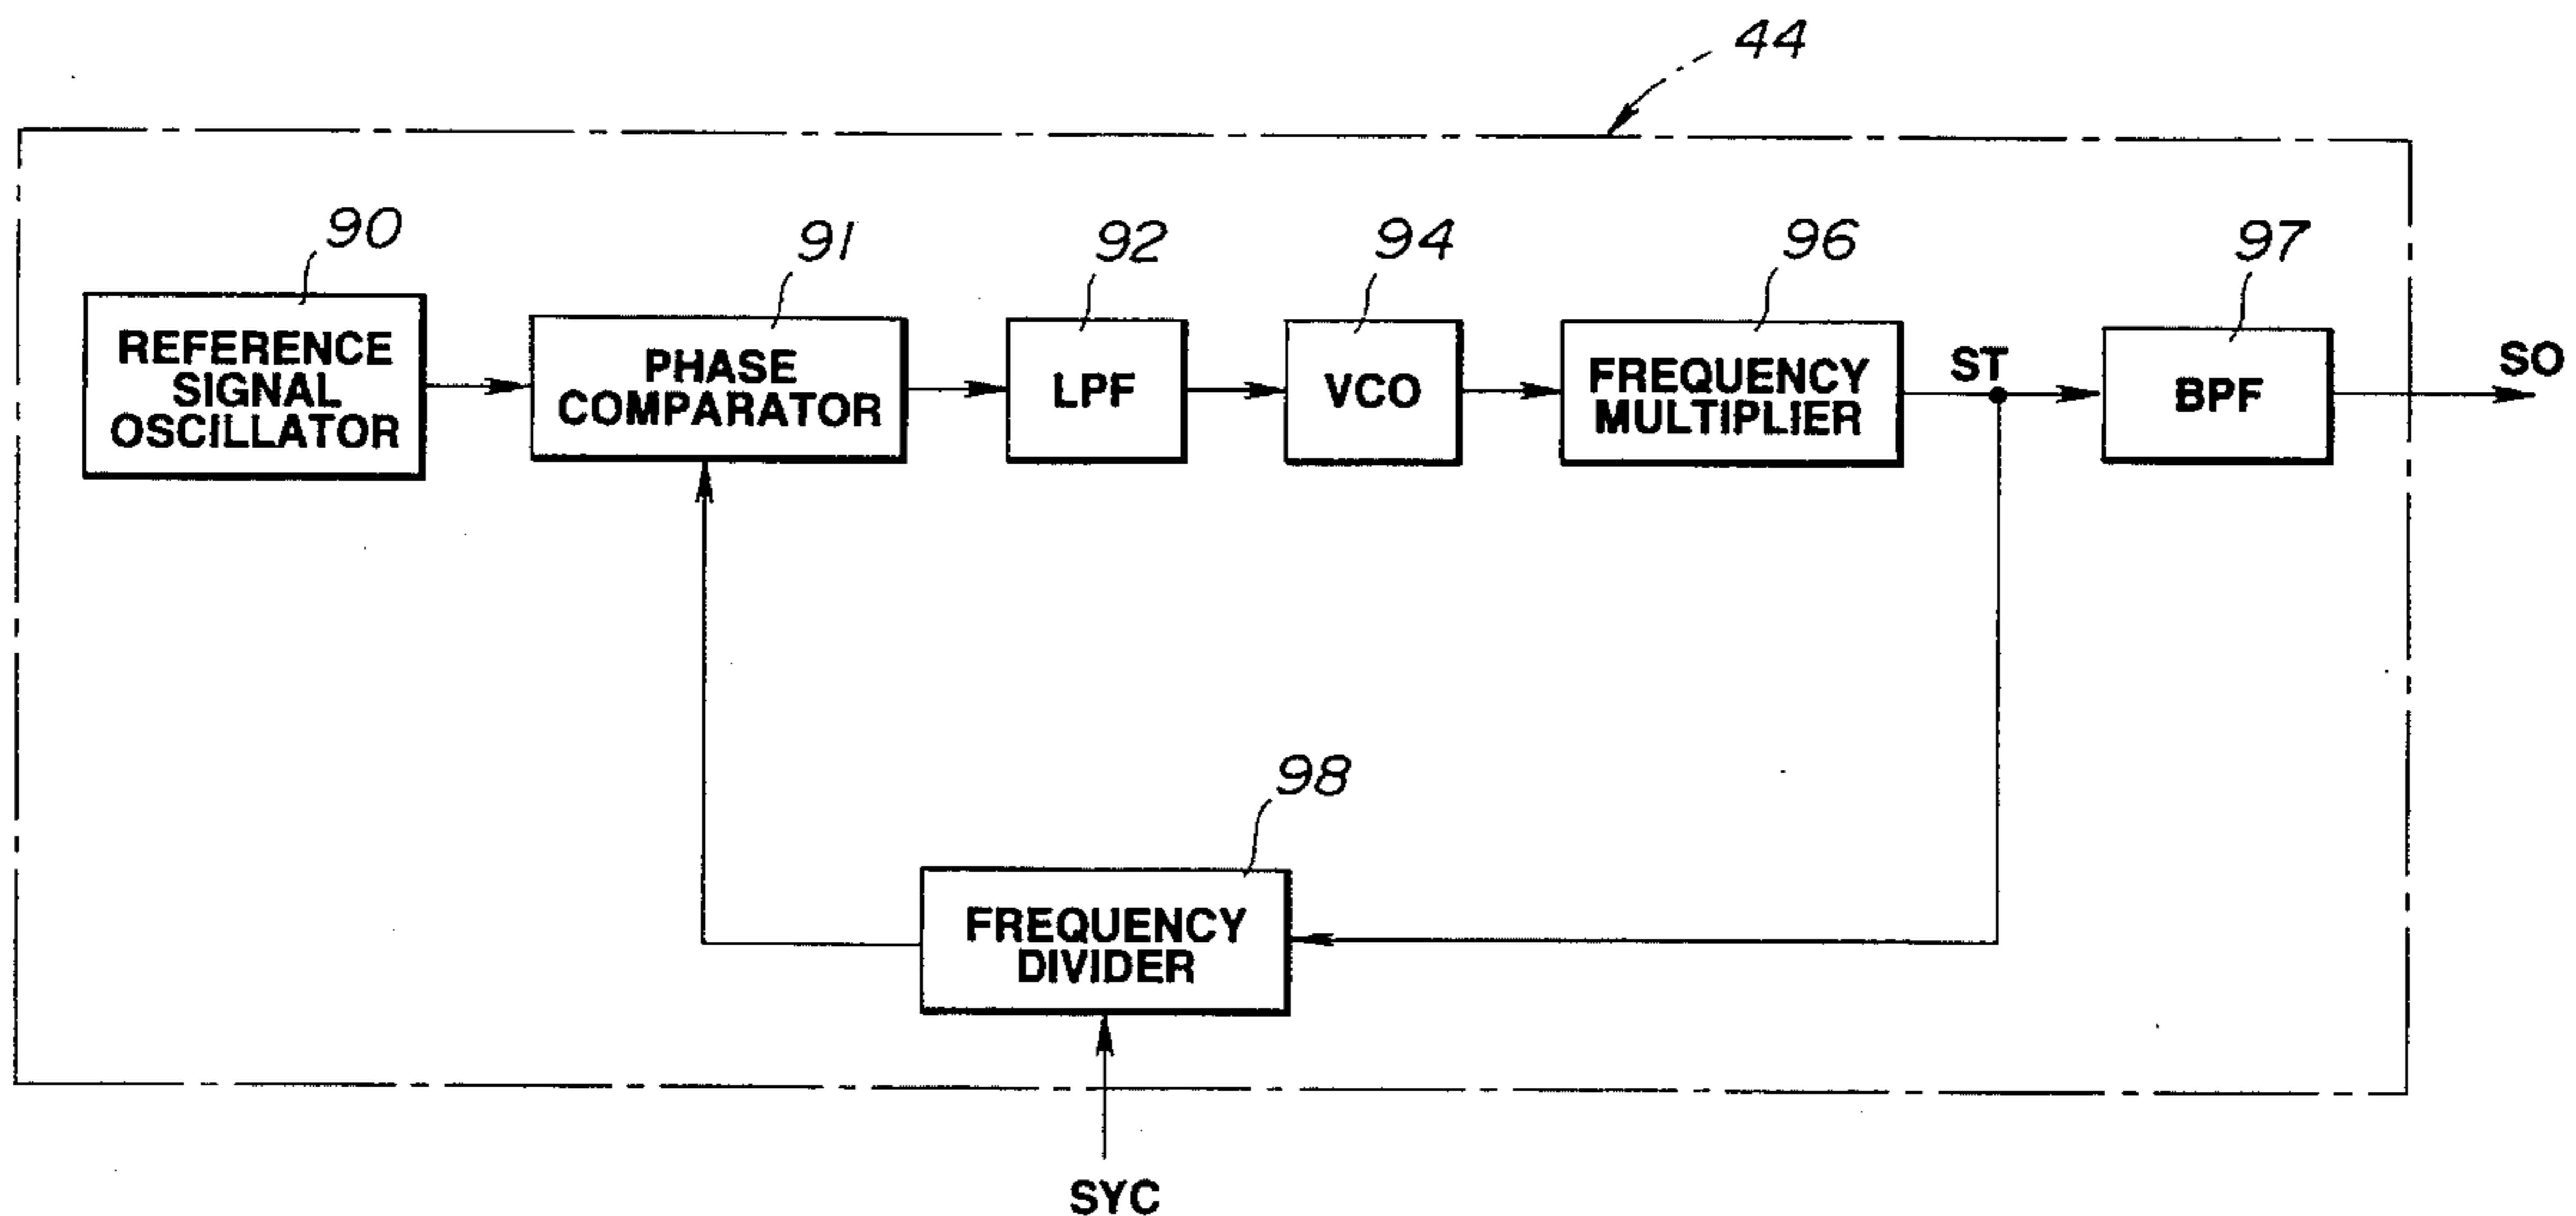 44
90
91
92
94
96
97
REFERENCE
SIGNAL
OSCILLATOR
PHASE
COMPARATOR
LPF
VCO
FREQUENCY
MULTIPLIER
ST
BPF
SO
98
FREQUENCY
DIVIDER
SYC